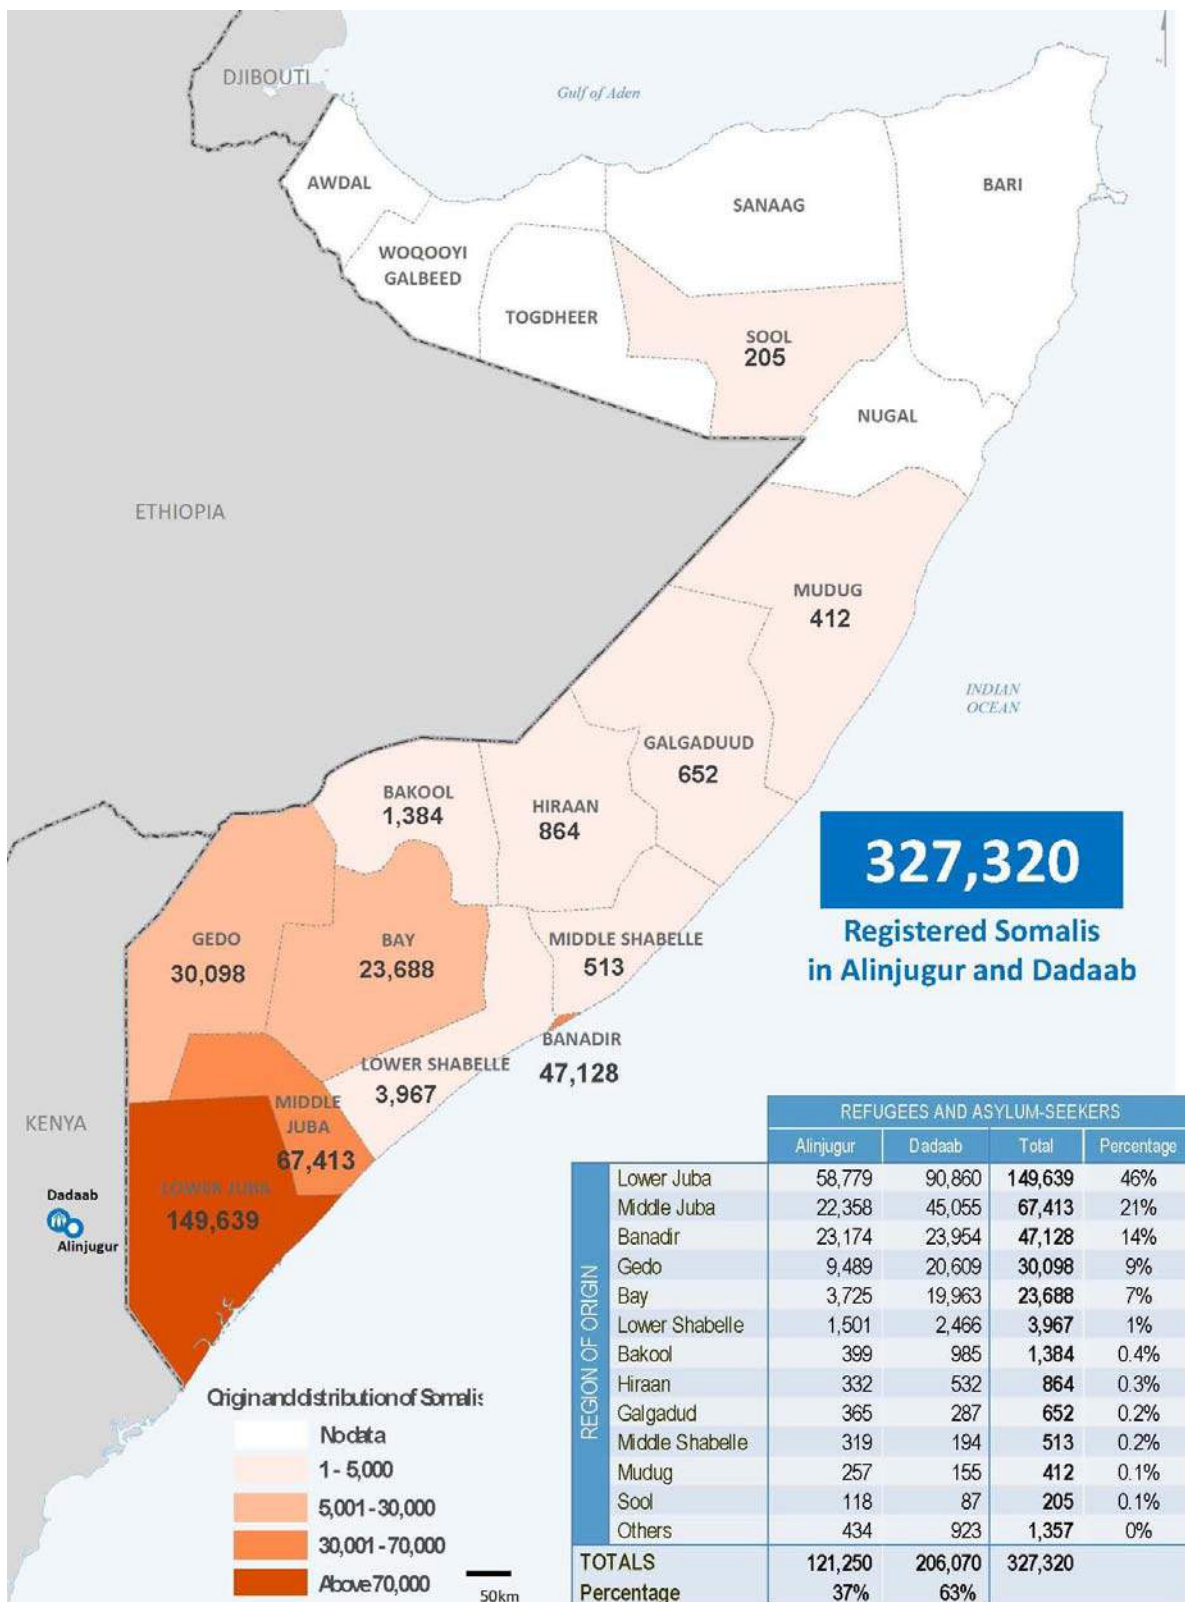 DJIBOUTI
Gulf of Aden
N
AWDAL
SANAAG
BARI
WOQOOYI
GALBEED
TOGDHEER
SOOL
205
NUGAL
ETHIOPIA
MUDUG
412
INDIAN
OCEAN
GALGADUUD
652
BAKOOL
1,384
HIRAAN
864
327,320
Registered Somalis
in Alinjugur and Dadaab
GEDO
30,098
BAY
23,688
MIDDLE SHABELLE
513
BANADIR
47,128
LOWER SHABELLE
3,967
KENYA
MIDDLE
JUBA
67,413
LOWER JUBA
149,639
Dadaab
Alinjugur
Origin and distribution of Somalis
No data
1 - 5,000
5,001 - 30,000
30,001 - 70,000
Above 70,000
50km
REFUGEES AND ASYLUM-SEEKERS
Alinjugur Dadaab Total Percentage
REGION OF ORIGIN
Lower Juba 58,779 90,860 149,639 46%
Middle Juba 22,358 45,055 67,413 21%
Banadir 23,174 23,954 47,128 14%
Gedo 9,489 20,609 30,098 9%
Bay 3,725 19,963 23,688 7%
Lower Shabelle 1,501 2,466 3,967 1%
Bakool 399 985 1,384 0.4%
Hiraan 332 532 864 0.3%
Galgadud 365 287 652 0.2%
Middle Shabelle 319 194 513 0.2%
Mudug 257 155 412 0.1%
Sool 118 87 205 0.1%
Others 434 923 1,357 0%
TOTALS 121,250 206,070 327,320
Percentage 37% 63%